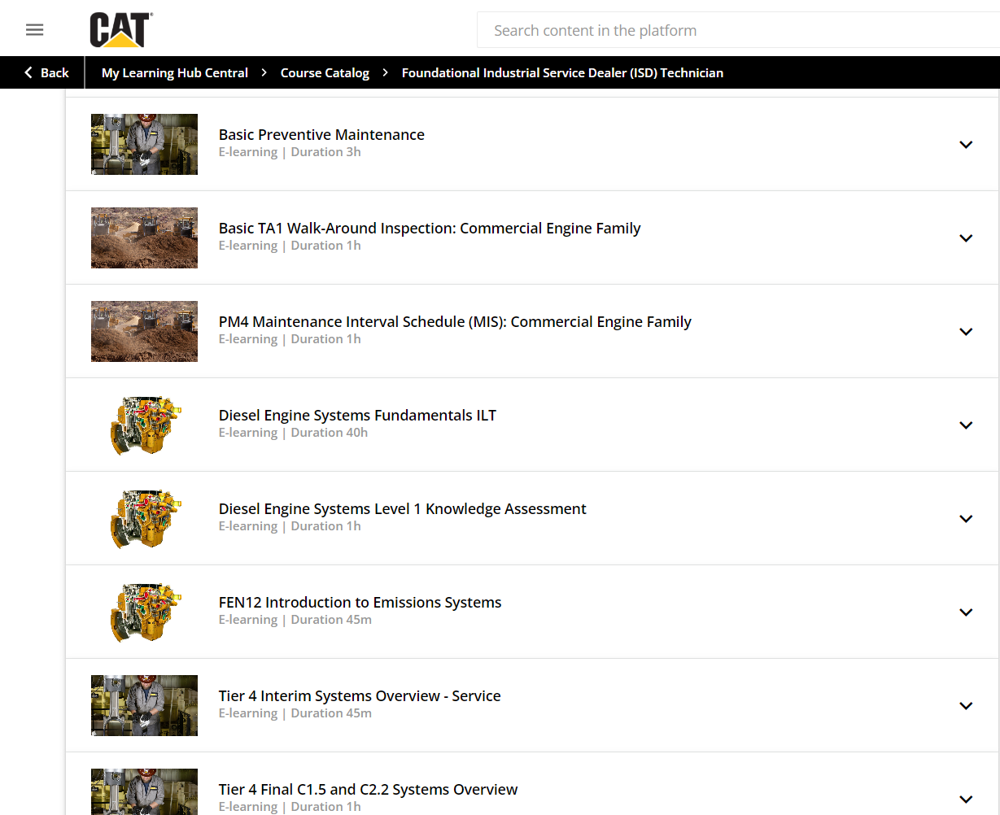 CAT
Search content in the platform
Back
My Learning Hub Central > Course Catalog > Foundational Industrial Service Dealer (ISD) Technician
Basic Preventive Maintenance
E-learning | Duration 3h
Basic TA1 Walk-Around Inspection: Commercial Engine Family
E-learning | Duration 1h
PM4 Maintenance Interval Schedule (MIS): Commercial Engine Family
E-learning | Duration 1h
Diesel Engine Systems Fundamentals ILT
E-learning | Duration 40h
Diesel Engine Systems Level 1 Knowledge Assessment
E-learning | Duration 1h
FEN12 Introduction to Emissions Systems
E-learning | Duration 45m
Tier 4 Interim Systems Overview - Service
E-learning | Duration 45m
Tier 4 Final C1.5 and C2.2 Systems Overview
E-learning | Duration 1h